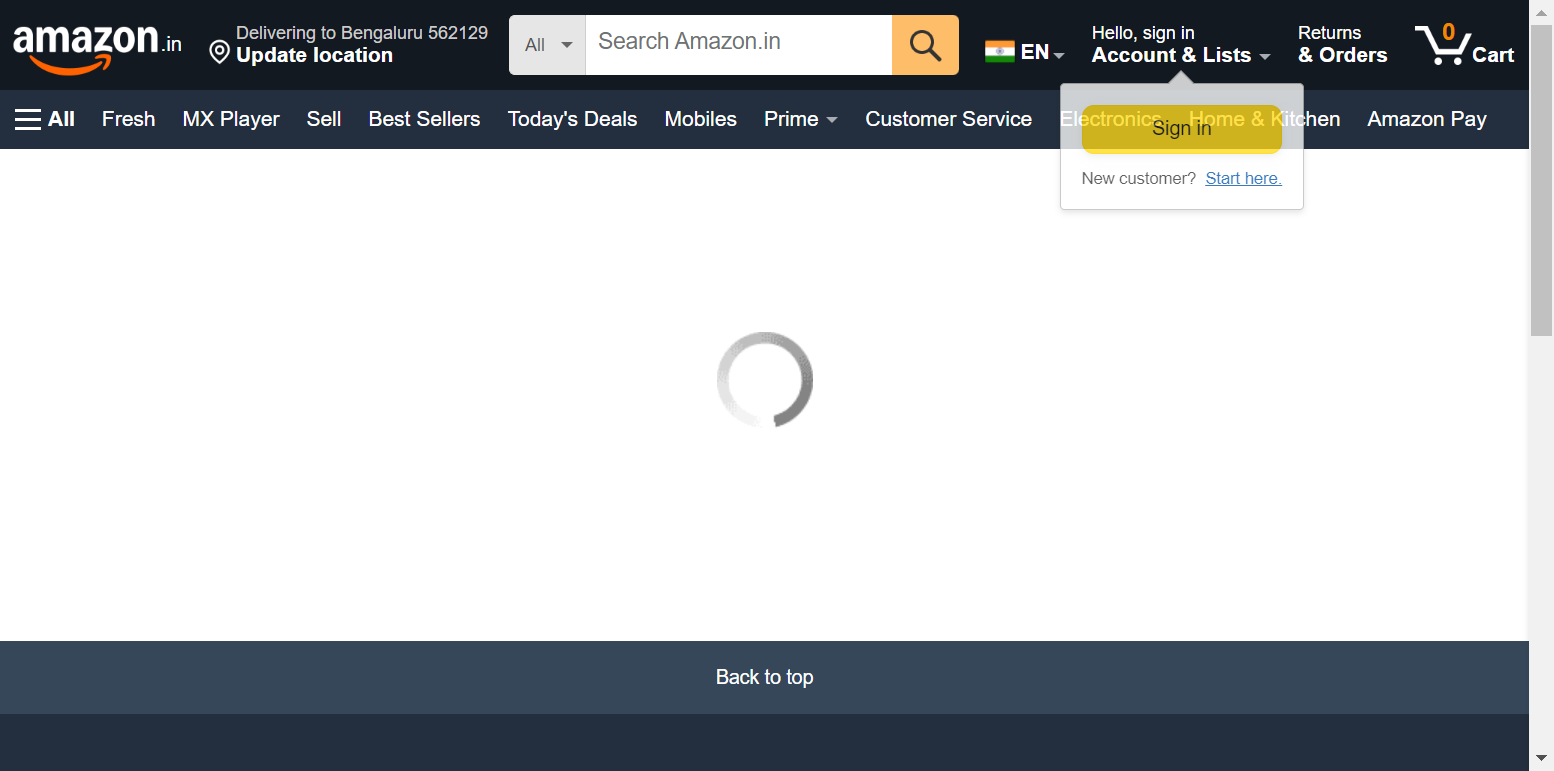 amazon.in
Delivering to Bengaluru 562129
Update location
All
Search Amazon.in
EN
Hello, sign in
Account & Lists
Returns
& Orders
0
Cart
All Fresh MX Player Sell Best Sellers Today's Deals Mobiles Prime Customer Service Electronics Home & Kitchen Amazon Pay
Sign in
New customer? Start here.
Back to top